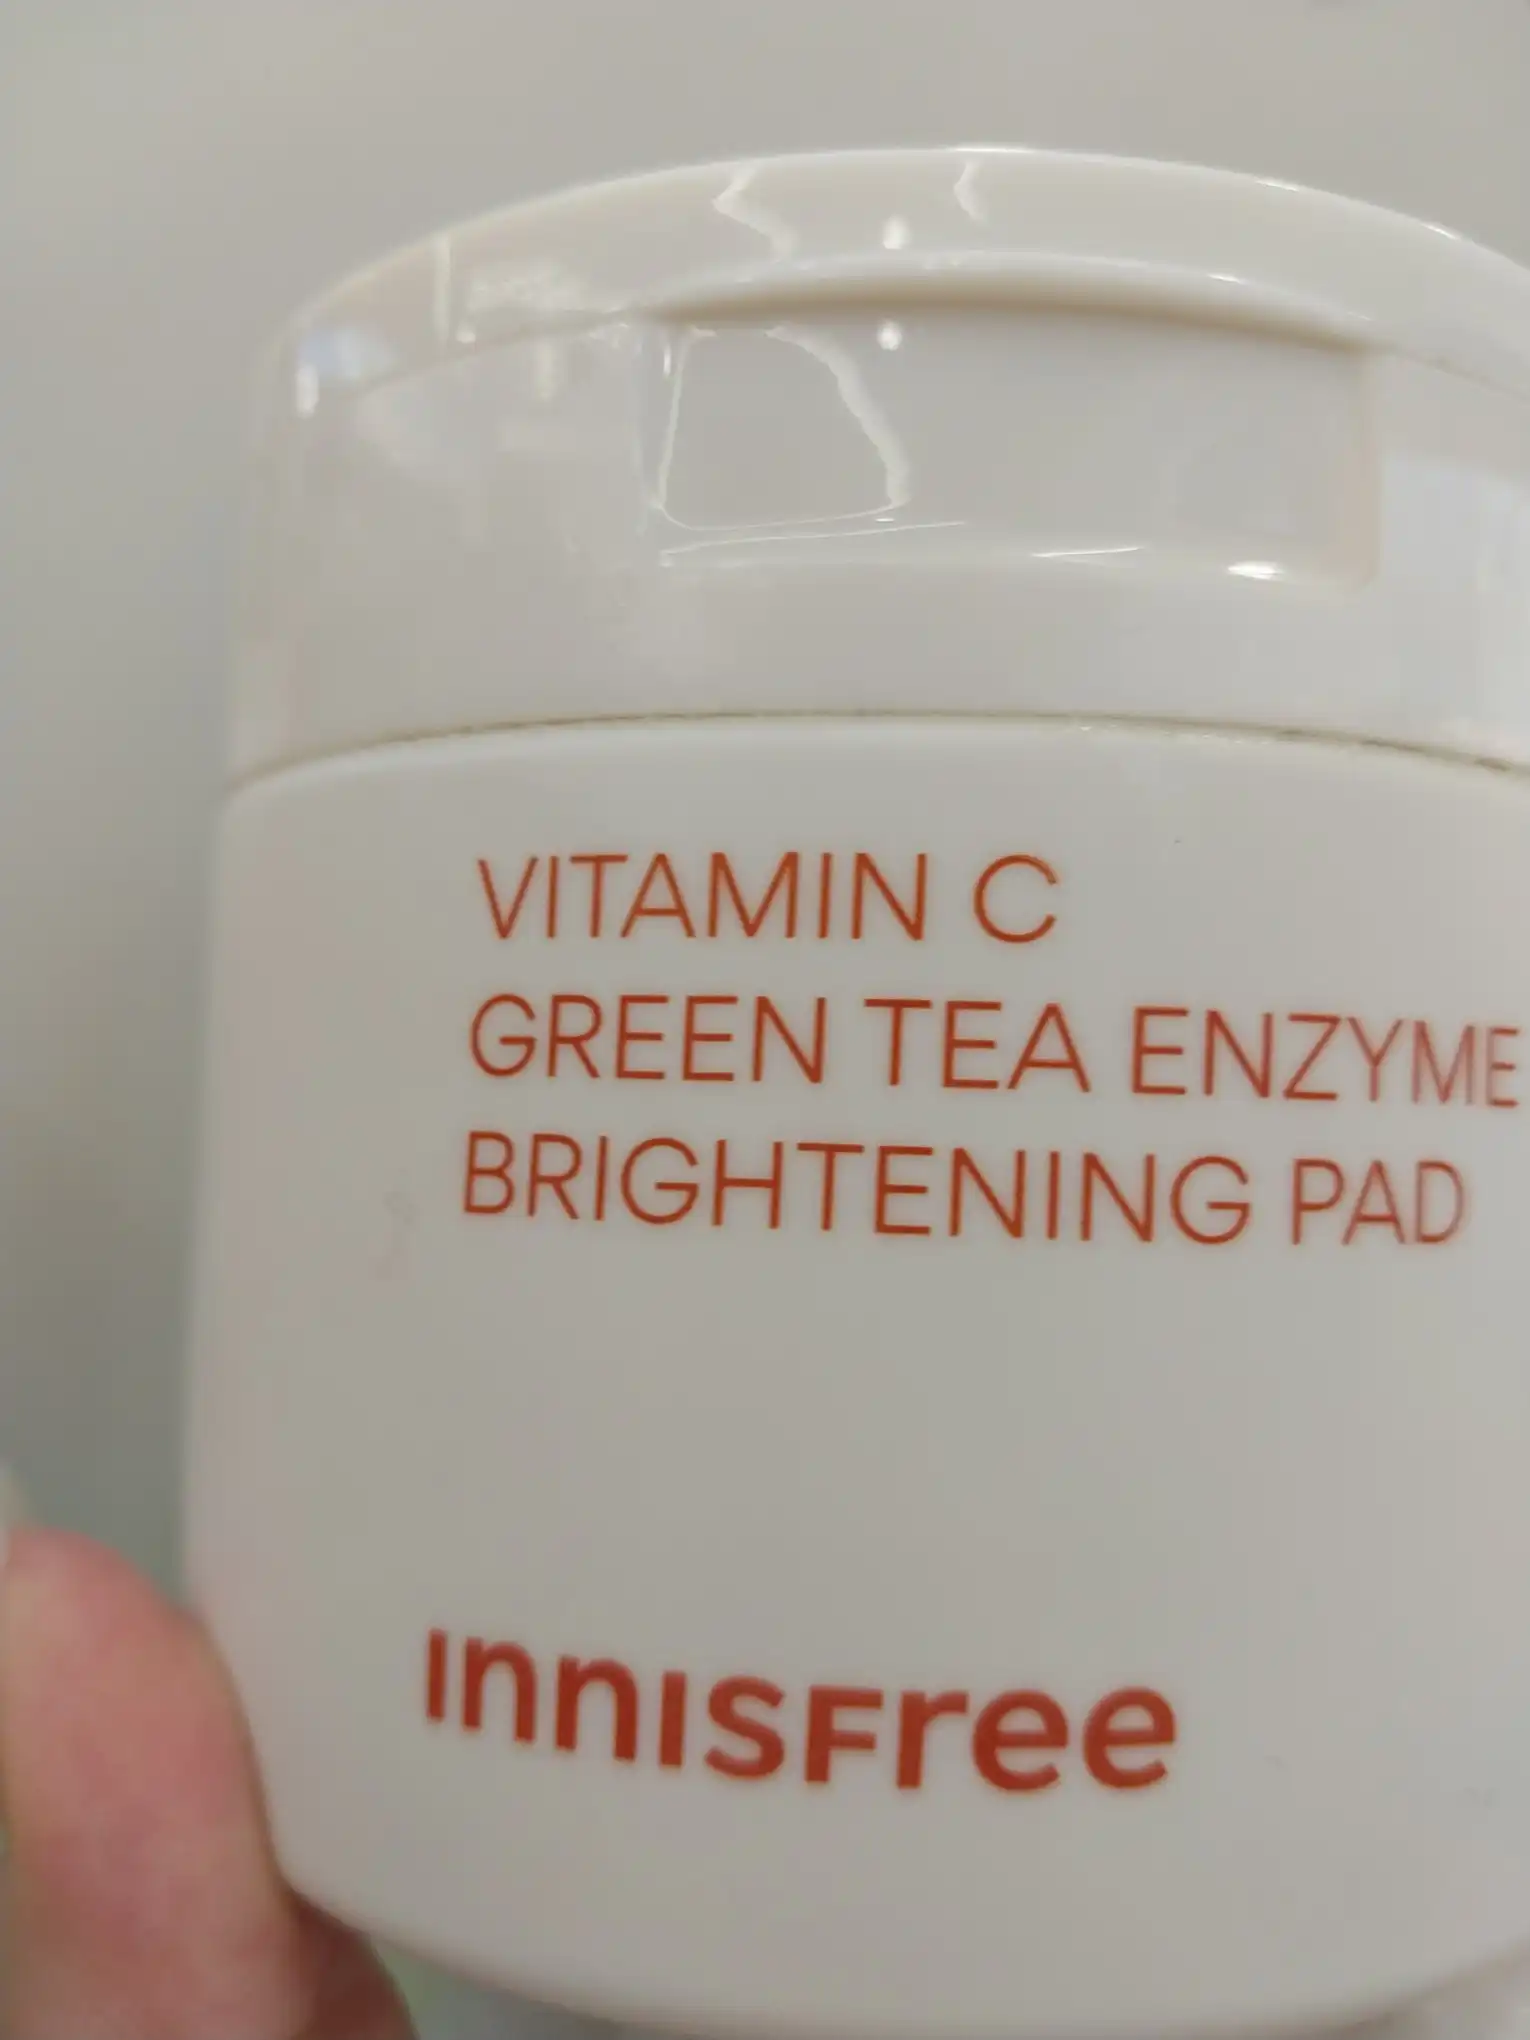 VITAMIN C
GREEN TEA ENZYME
BRIGHTENING PAD
INNISFree